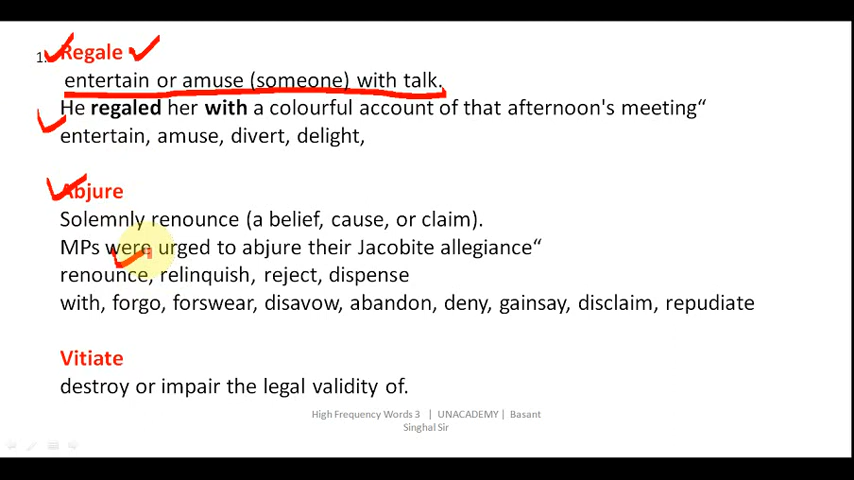 1. Regale
entertain or amuse (someone) with talk.
He regaled her with a colourful account of that afternoon's meeting“
entertain, amuse, divert, delight,
Abjure
Solemnly renounce (a belief, cause, or claim).
MPs were urged to abjure their Jacobite allegiance“
renounce, relinquish, reject, dispense
with, forgo, forswear, disavow, abandon, deny, gainsay, disclaim, repudiate
Vitiate
destroy or impair the legal validity of.
High Frequency Words 3 | UNACADEMY | Basant
Singhal Sir